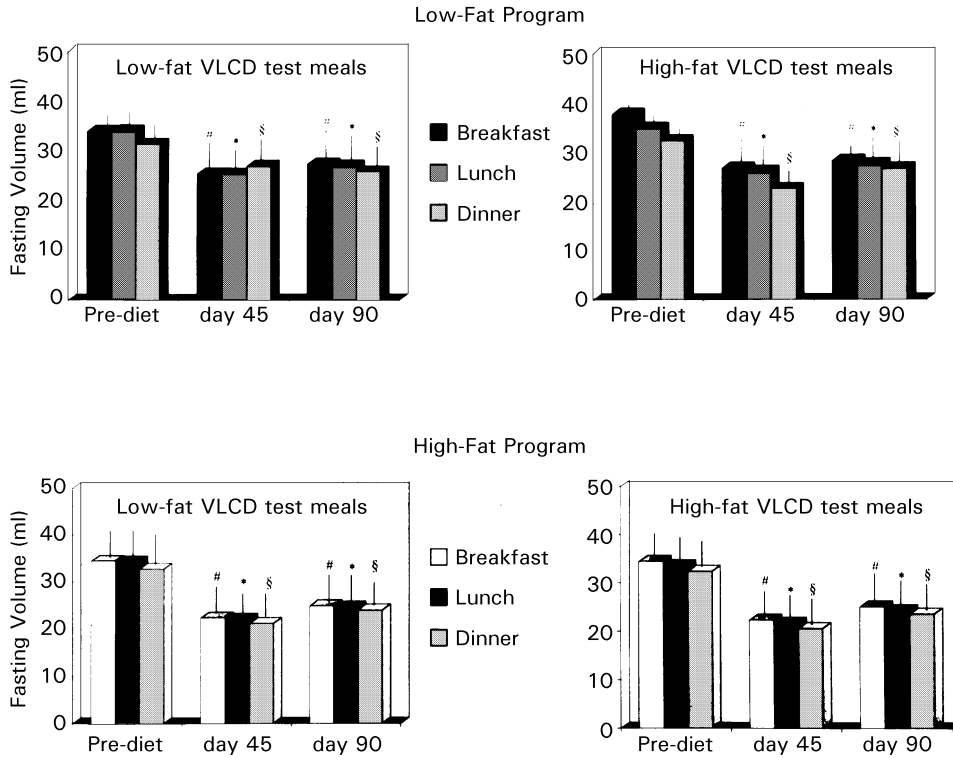 Low-Fat Program
Low-fat VLCD test meals
Fasting Volume (ml)
50
40
30
20
10
0
# * §
# * §
Pre-diet day 45 day 90
Breakfast
Lunch
Dinner
High-fat VLCD test meals
50
40
30
20
10
0
# * §
# * §
Pre-diet day 45 day 90
High-Fat Program
Low-fat VLCD test meals
Fasting Volume (ml)
50
40
30
20
10
0
# * §
# * §
Pre-diet day 45 day 90
Breakfast
Lunch
Dinner
High-fat VLCD test meals
50
40
30
20
10
0
# * §
# * §
Pre-diet day 45 day 90